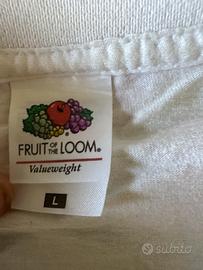 FRUIT OF THE LOOM®
Valueweight
L
subito